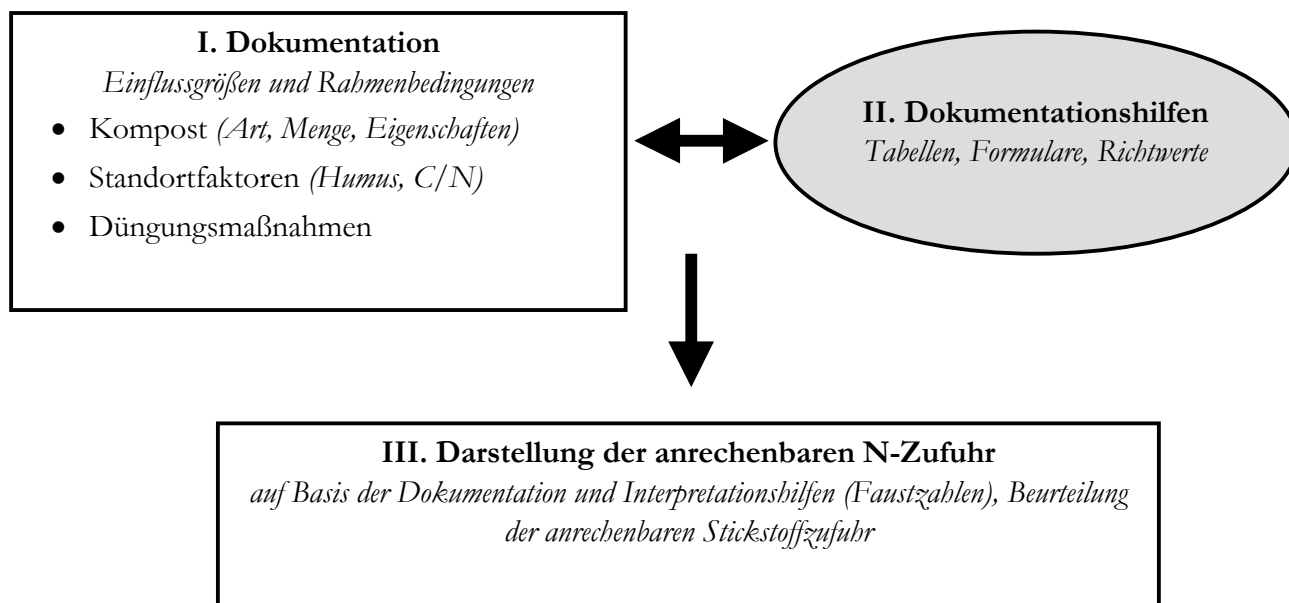 I. Dokumentation
Einflussgrößen und Rahmenbedingungen
• Kompost (Art, Menge, Eigenschaften)
• Standortfaktoren (Humus, C/N)
• Düngungsmaßnahmen
II. Dokumentationshilfen
Tabellen, Formulare, Richtwerte
III. Darstellung der anrechenbaren N-Zufuhr
auf Basis der Dokumentation und Interpretationshilfen (Faustzahlen), Beurteilung
der anrechenbaren Stickstoffzufuhr